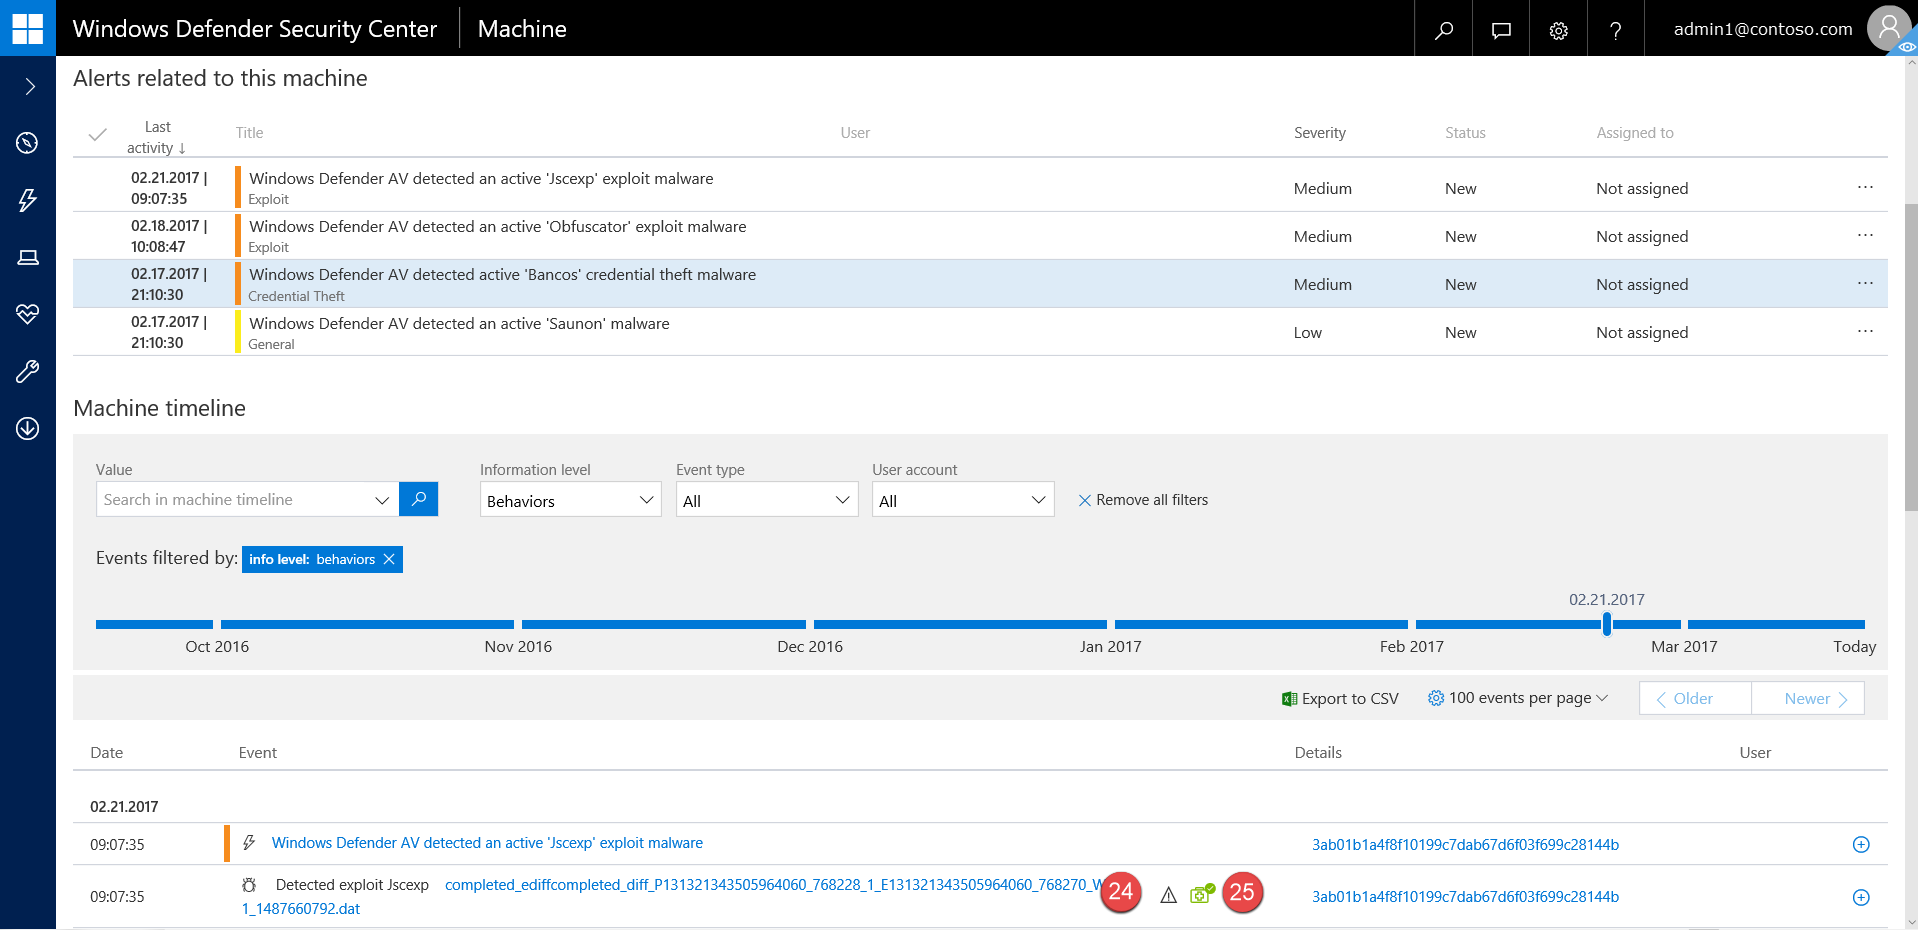 Windows Defender Security Center
Machine
?
admin1@contoso.com
Alerts related to this machine
Last activity ↓
Title
User
Severity
Status
Assigned to
02.21.2017 | 09:07:35
Windows Defender AV detected an active 'Jscexp' exploit malware
Exploit
Medium
New
Not assigned
...
02.18.2017 | 10:08:47
Windows Defender AV detected an active 'Obfuscator' exploit malware
Exploit
Medium
New
Not assigned
...
02.17.2017 | 21:10:30
Windows Defender AV detected active 'Bancos' credential theft malware
Credential Theft
Medium
New
Not assigned
...
02.17.2017 | 21:10:30
Windows Defender AV detected an active 'Saunon' malware
General
Low
New
Not assigned
...
Machine timeline
Value
Information level
Event type
User account
Search in machine timeline
Behaviors
All
All
Remove all filters
Events filtered by:
info level: behaviors
02.21.2017
Oct 2016
Nov 2016
Dec 2016
Jan 2017
Feb 2017
Mar 2017
Today
Export to CSV
100 events per page
Older
Newer
Date
Event
Details
User
02.21.2017
09:07:35
Windows Defender AV detected an active 'Jscexp' exploit malware
3ab01b1a4f8f10199c7dab67d6f03f699c28144b
09:07:35
Detected exploit Jscexp
completed_ediffcompleted_diff_P131321343505964060_768228_1_E131321343505964060_768270_W
1_1487660792.dat
24
25
3ab01b1a4f8f10199c7dab67d6f03f699c28144b